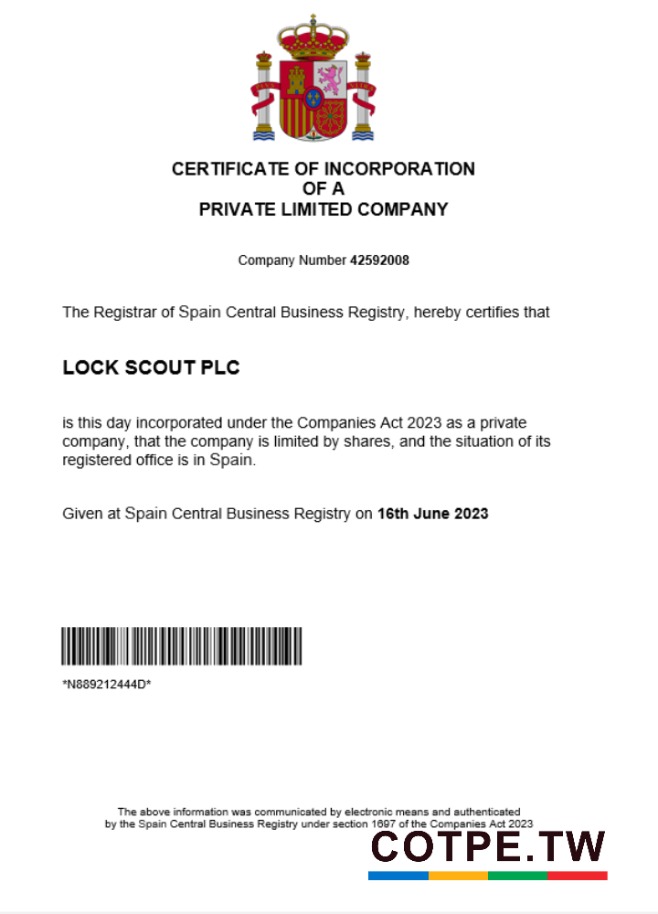 CERTIFICATE OF INCORPORATION
OF A
PRIVATE LIMITED COMPANY
Company Number 42592008
The Registrar of Spain Central Business Registry, hereby certifies that
LOCK SCOUT PLC
is this day incorporated under the Companies Act 2023 as a private
company, that the company is limited by shares, and the situation of its
registered office is in Spain.
Given at Spain Central Business Registry on 16th June 2023
*N889212444D*
The above information was communicated by electronic means and authenticated
by the Spain Central Business Registry under section 1697 of the Companies Act 2023
COTPE.TW